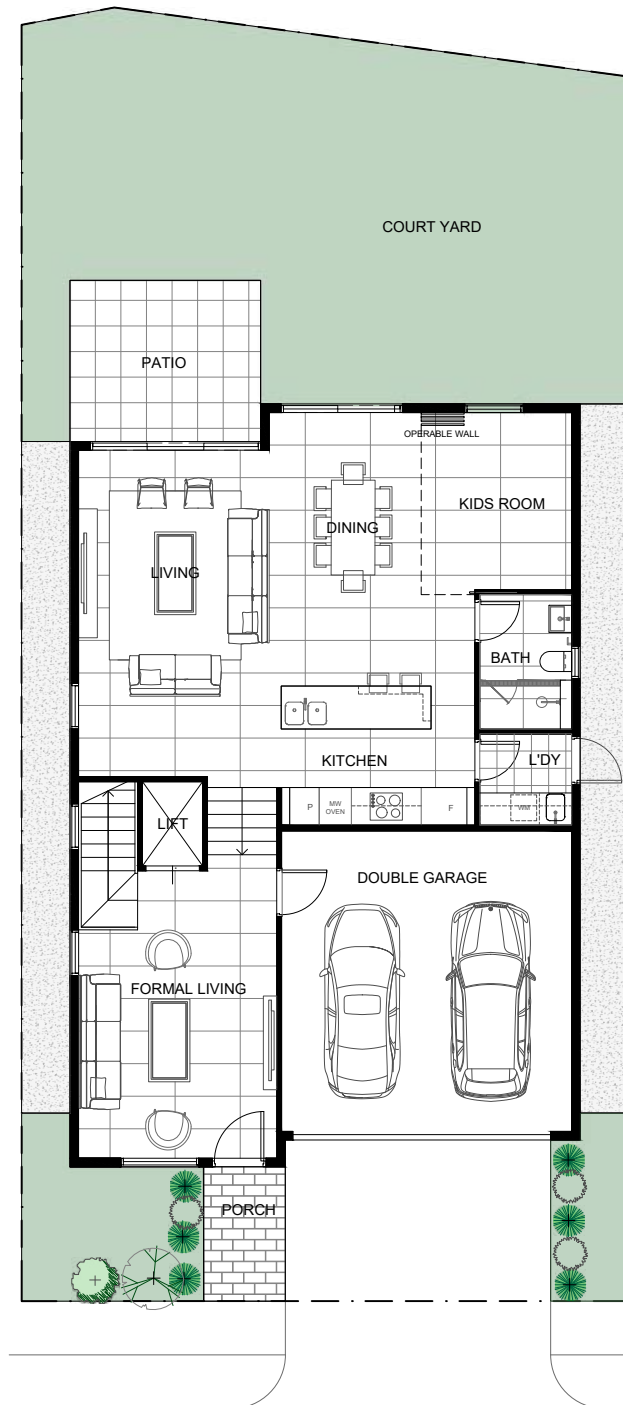 COURT YARD
PATIO
OPERABLE WALL
KIDS ROOM
DINING
LIVING
BATH
L'DY
KITCHEN
P
MW
OVEN
F
WM
LIFT
DOUBLE GARAGE
FORMAL LIVING
PORCH